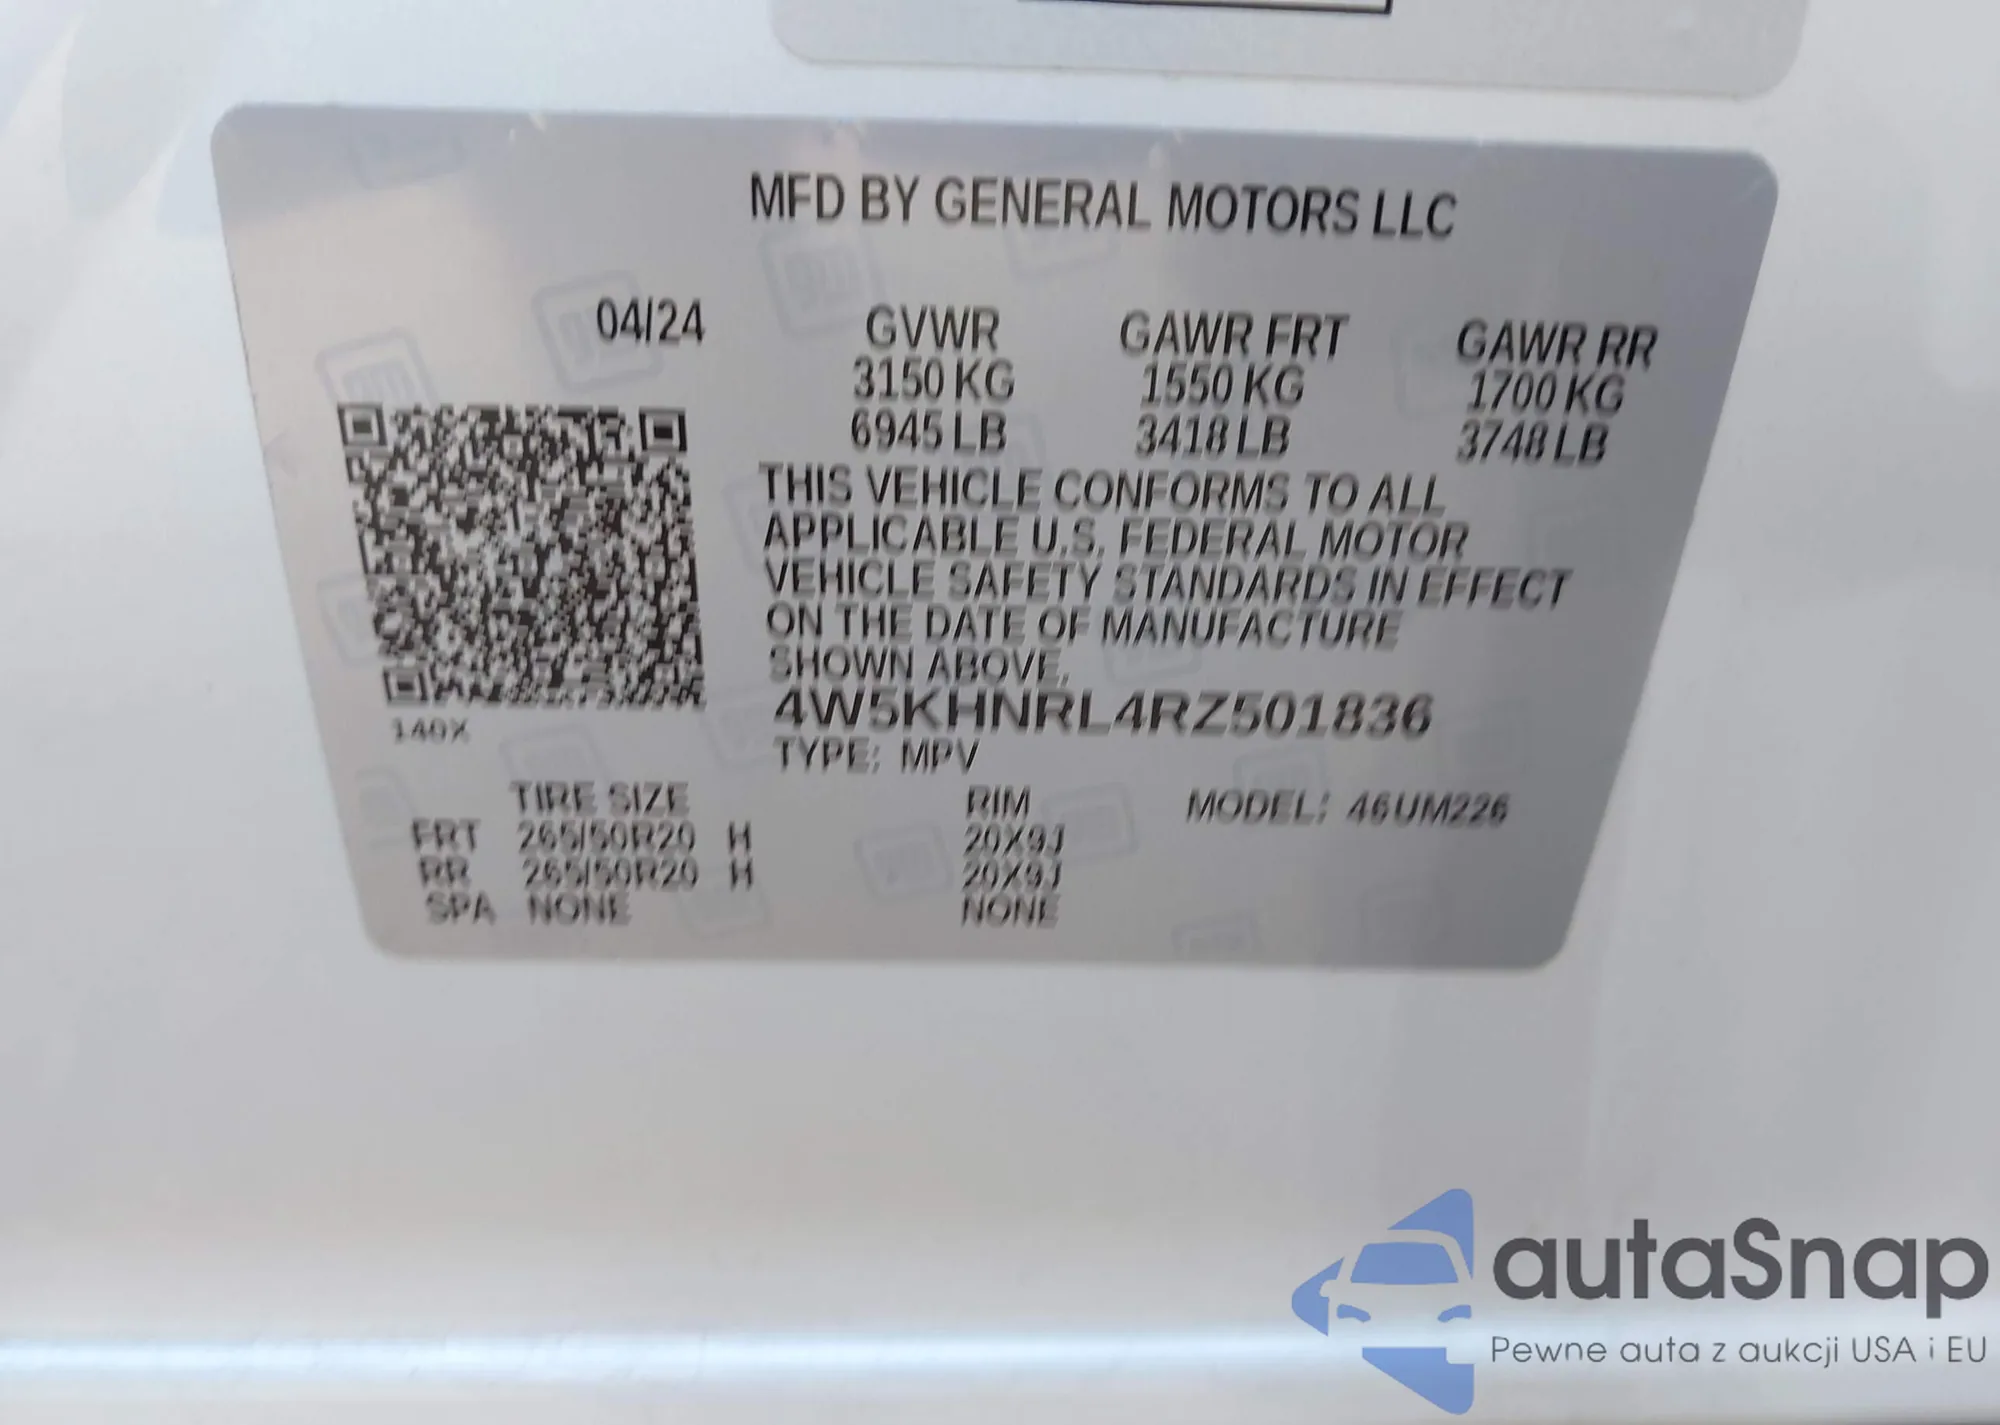 MFD BY GENERAL MOTORS LLC
04/24 GVWR GAWR FRT GAWR RR
3150 KG 1550 KG 1700 KG
6945 LB 3418 LB 3748 LB
THIS VEHICLE CONFORMS TO ALL
APPLICABLE U.S. FEDERAL MOTOR
VEHICLE SAFETY STANDARDS IN EFFECT
ON THE DATE OF MANUFACTURE
SHOWN ABOVE.
4W5KHNRL4RZ501836
140X
TYPE: MPV
TIRE SIZE RIM MODEL: 46UM226
FRT 265/50R20 H 20X9J
RR 265/50R20 H 20X9J
SPA NONE NONE
autaSnap
Pewne auta z aukcji USA i EU